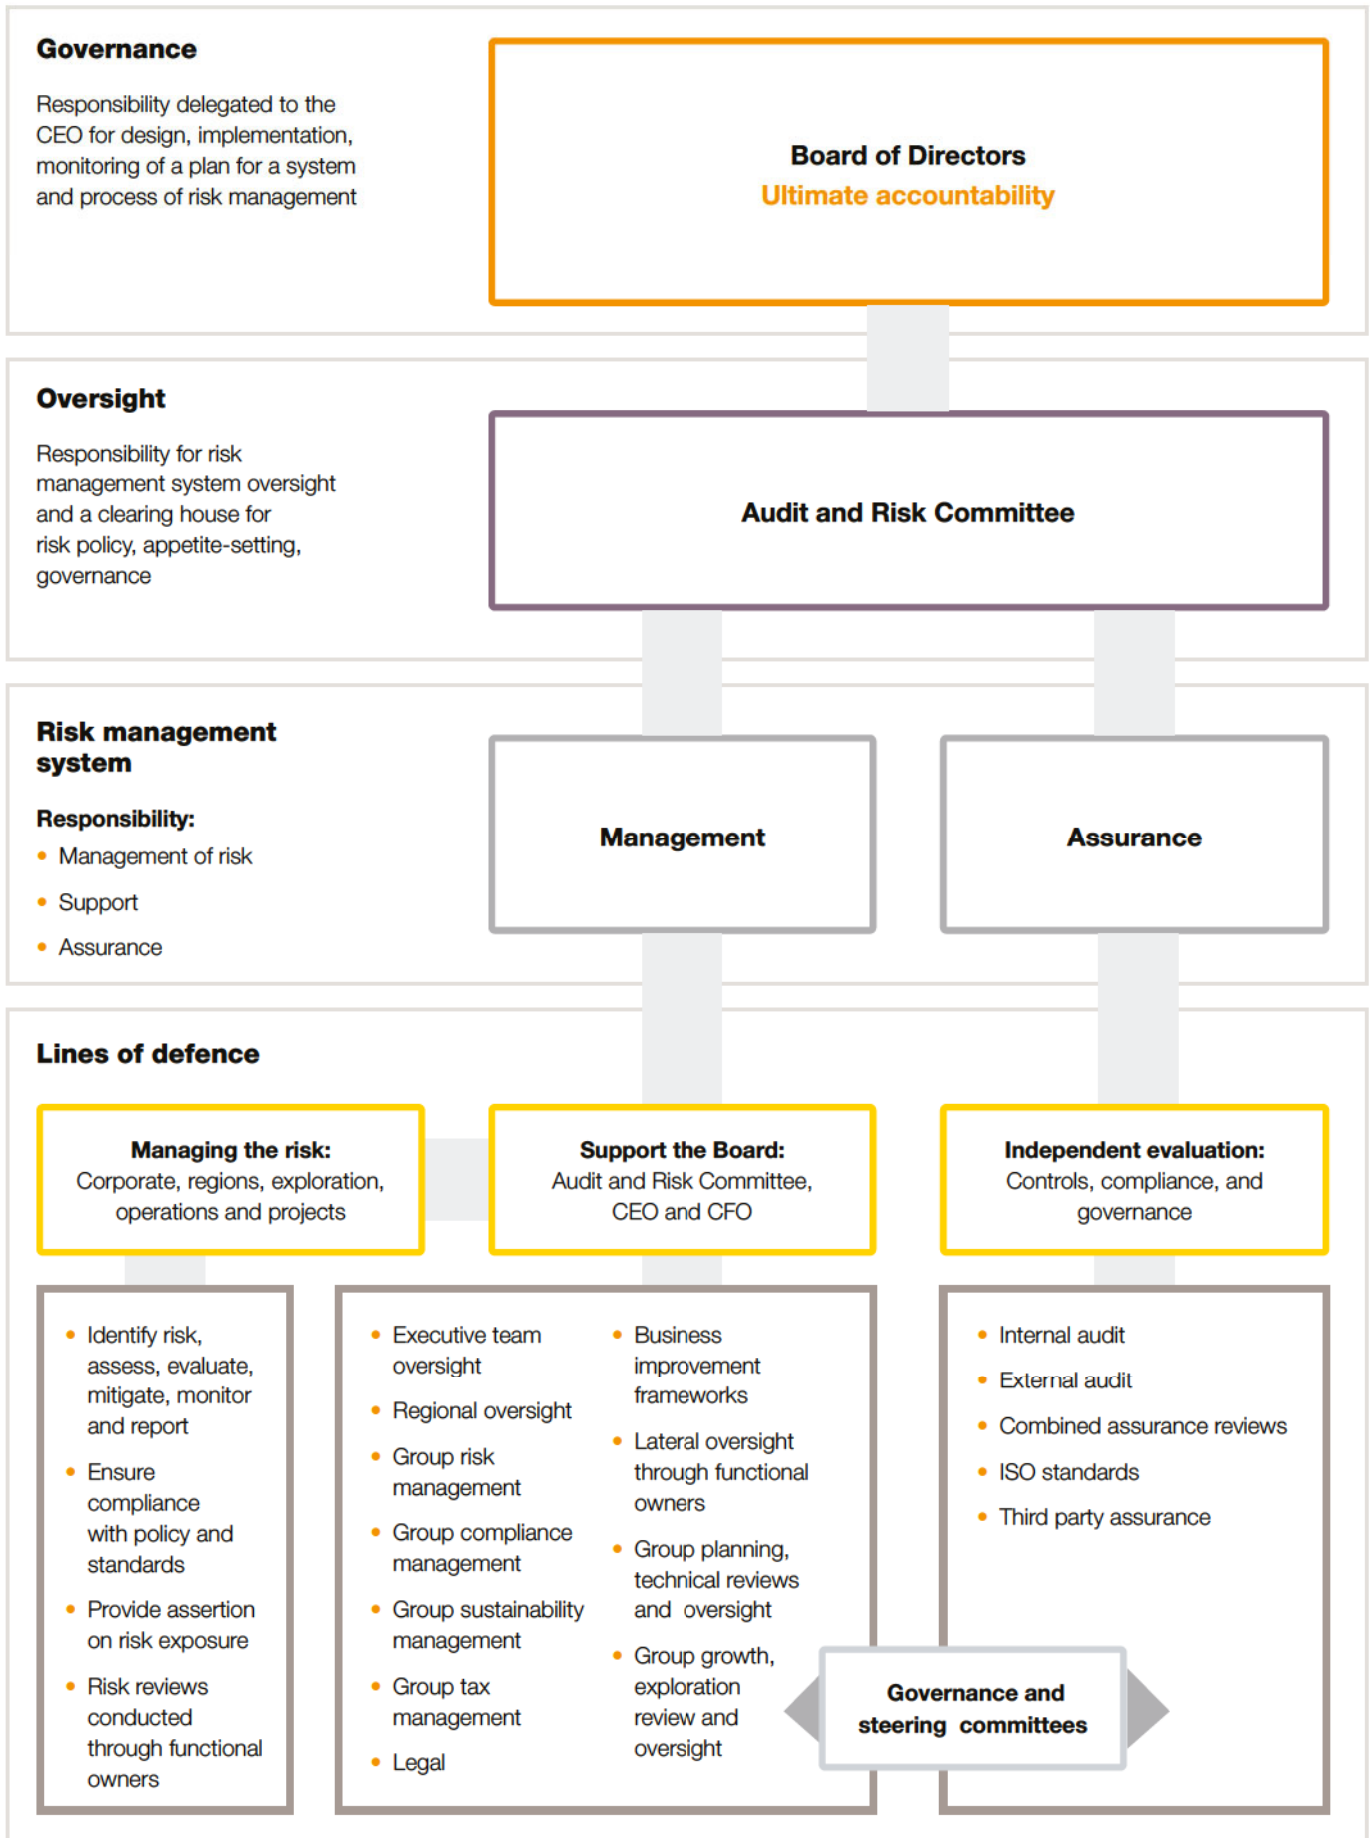 Governance
Responsibility delegated to the
CEO for design, implementation,
monitoring of a plan for a system
and process of risk management
Board of Directors
Ultimate accountability
Oversight
Responsibility for risk
management system oversight
and a clearing house for
risk policy, appetite-setting,
governance
Audit and Risk Committee
Risk management
system
Responsibility:
• Management of risk
• Support
• Assurance
Management
Assurance
Lines of defence
Managing the risk:
Corporate, regions, exploration,
operations and projects
Support the Board:
Audit and Risk Committee,
CEO and CFO
Independent evaluation:
Controls, compliance, and
governance
• Identify risk,
assess, evaluate,
mitigate, monitor
and report
• Ensure
compliance
with policy and
standards
• Provide assertion
on risk exposure
• Risk reviews
conducted
through functional
owners
• Executive team
oversight
• Regional oversight
• Group risk
management
• Group compliance
management
• Group sustainability
management
• Group tax
management
• Legal
• Business
improvement
frameworks
• Lateral oversight
through functional
owners
• Group planning,
technical reviews
and oversight
• Group growth,
exploration
review and
oversight
• Internal audit
• External audit
• Combined assurance reviews
• ISO standards
• Third party assurance
Governance and
steering committees